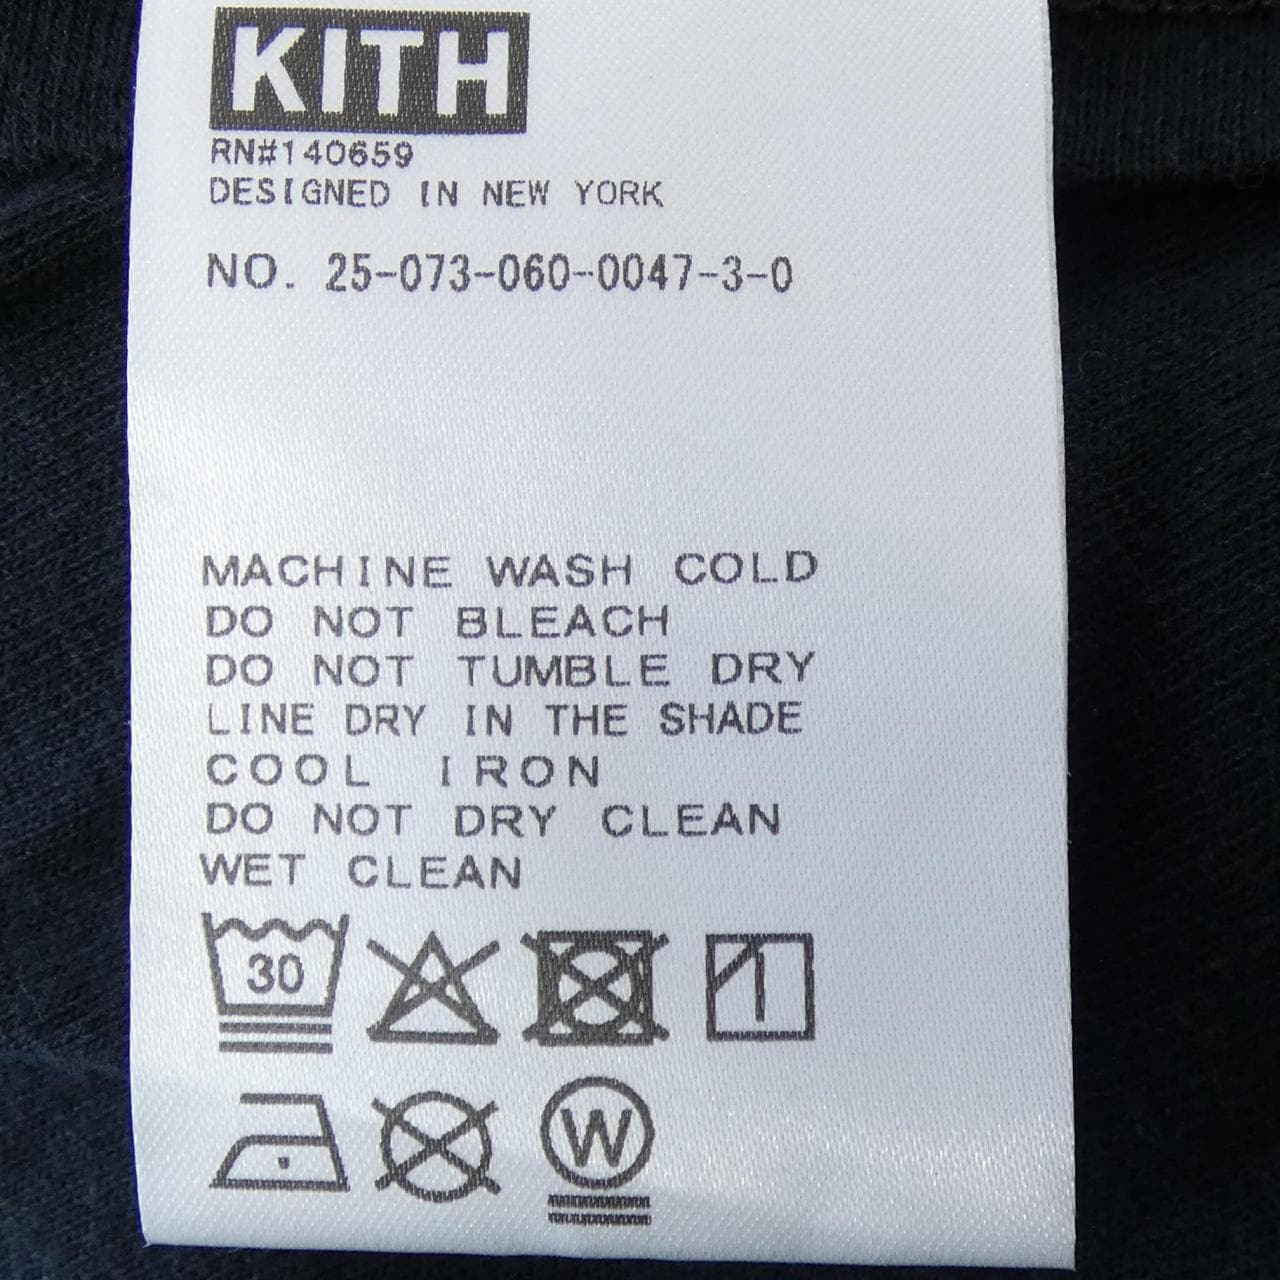 KITH
RN#140659
DESIGNED IN NEW YORK
NO. 25-073-060-0047-3-0
MACHINE WASH COLD
DO NOT BLEACH
DO NOT TUMBLE DRY
LINE DRY IN THE SHADE
COOL IRON
DO NOT DRY CLEAN
WET CLEAN
30
W